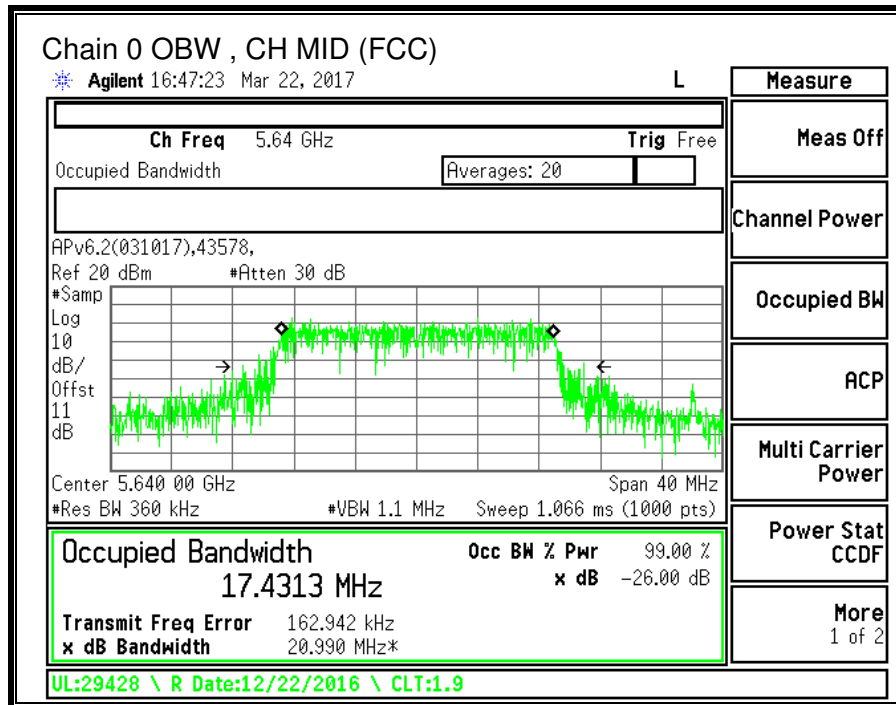 Chain 0 OBW , CH MID (FCC)
Agilent 16:47:23 Mar 22, 2017 L Measure
Ch Freq 5.64 GHz Trig Free
Meas Off
Occupied Bandwidth Averages: 20
Channel Power
APv6.2(031017),43578,
Ref 20 dBm #Atten 30 dB
#Samp
Log
10
dB/
Offst
11
dB
Occupied BW
ACP
Multi Carrier
Power
Center 5.640 00 GHz Span 40 MHz
#Res BW 360 kHz #VBW 1.1 MHz Sweep 1.066 ms (1000 pts)
Power Stat
CCDF
Occupied Bandwidth Occ BW % Pwr 99.00 %
17.4313 MHz x dB -26.00 dB
Transmit Freq Error 162.942 kHz
x dB Bandwidth 20.990 MHz*
More
1 of 2
UL:29428 \ R Date:12/22/2016 \ CLT:1.9